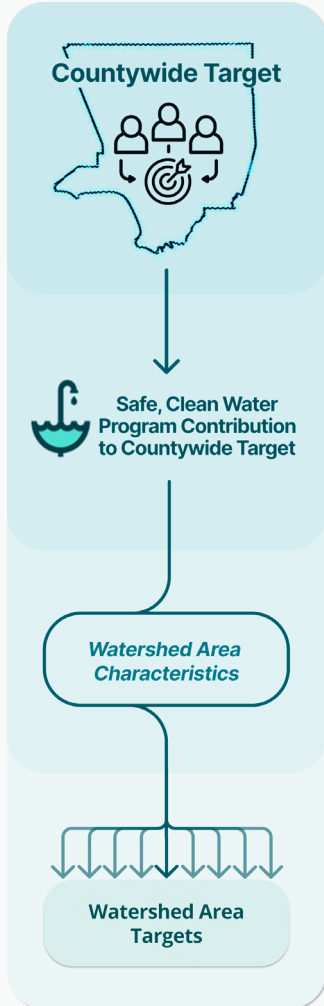 Countywide Target
Safe, Clean Water
Program Contribution
to Countywide Target
Watershed Area
Characteristics
Watershed Area
Targets